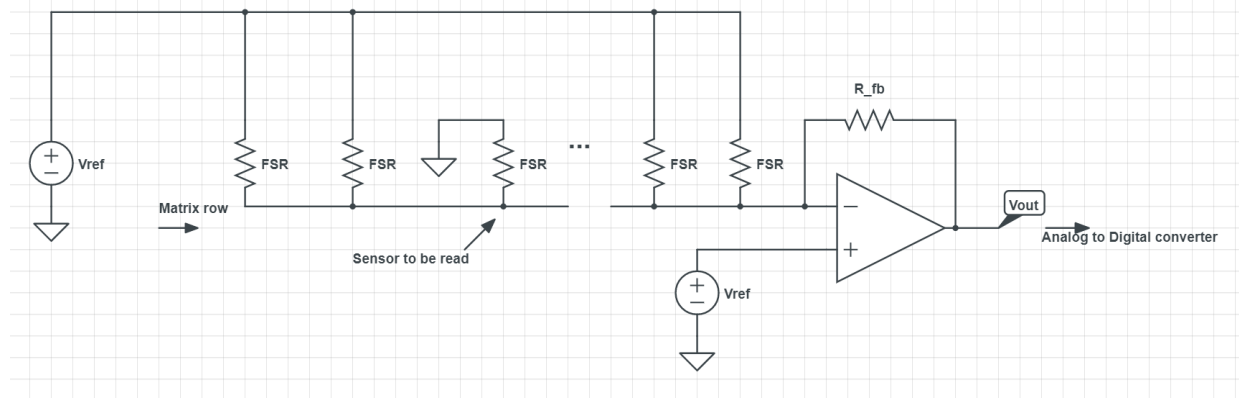 R_fb
Vref
FSR
FSR
FSR
...
FSR
FSR
Matrix row
Vout
Analog to Digital converter
Sensor to be read
Vref